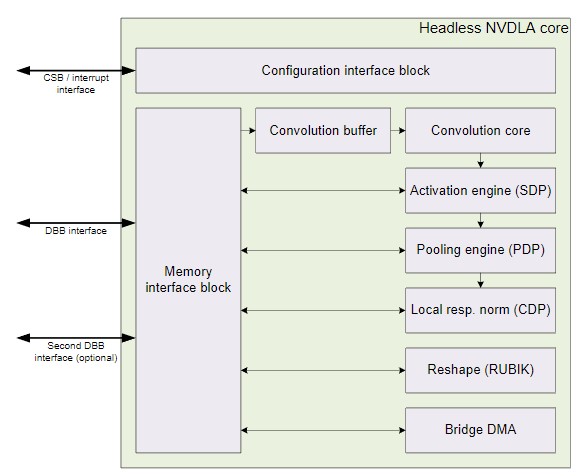 Headless NVDLA core
Configuration interface block
CSB / interrupt
interface
Convolution buffer
Convolution core
Activation engine (SDP)
DBB interface
Pooling engine (PDP)
Memory
interface block
Local resp. norm (CDP)
Second DBB
interface (optional)
Reshape (RUBIK)
Bridge DMA